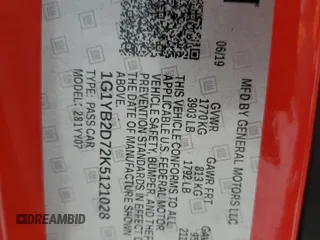 MFD BY GENERAL MOTORS LLC
06/19
GVWR
GAWR FRT
1770 KG
813 KG
3903 LB
1792 LB
THIS VEHICLE CONFORMS TO ALL
APPLICABLE U.S. FEDERAL MOTOR
VEHICLE SAFETY, BUMPER, AND THEFT
PREVENTION STANDARDS IN EFFECT
THE DATE OF MANUFACTURE SHOWN
ABOVE.
1G1YB2D72K5121028
TYPE: PASS CAR
MODEL: 281YY07
DREAMBID